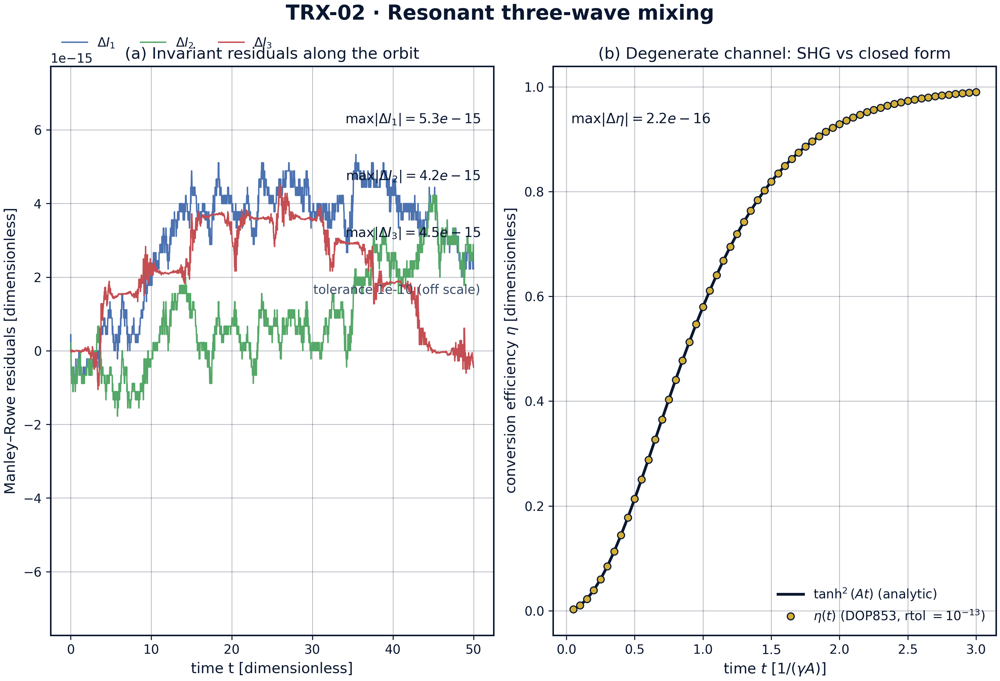 TRX-02 · Resonant three-wave mixing
ΔI₁ ΔI₂ ΔI₃
1e−15
(a) Invariant residuals along the orbit
max|ΔI₁| = 5.3e − 15
max|ΔI₂| = 4.2e − 15
max|ΔI₃| = 4.5e − 15
tolerance 1e-10 (off scale)
Manley–Rowe residuals [dimensionless]
6
4
2
0
−2
−4
−6
0 10 20 30 40 50
time t [dimensionless]
(b) Degenerate channel: SHG vs closed form
max|Δη| = 2.2e − 16
conversion efficiency η [dimensionless]
1.0
0.8
0.6
0.4
0.2
0.0
tanh² (At) (analytic)
η(t) (DOP853, rtol = 10⁻¹³)
0.0 0.5 1.0 1.5 2.0 2.5 3.0
time t [1/(γA)]